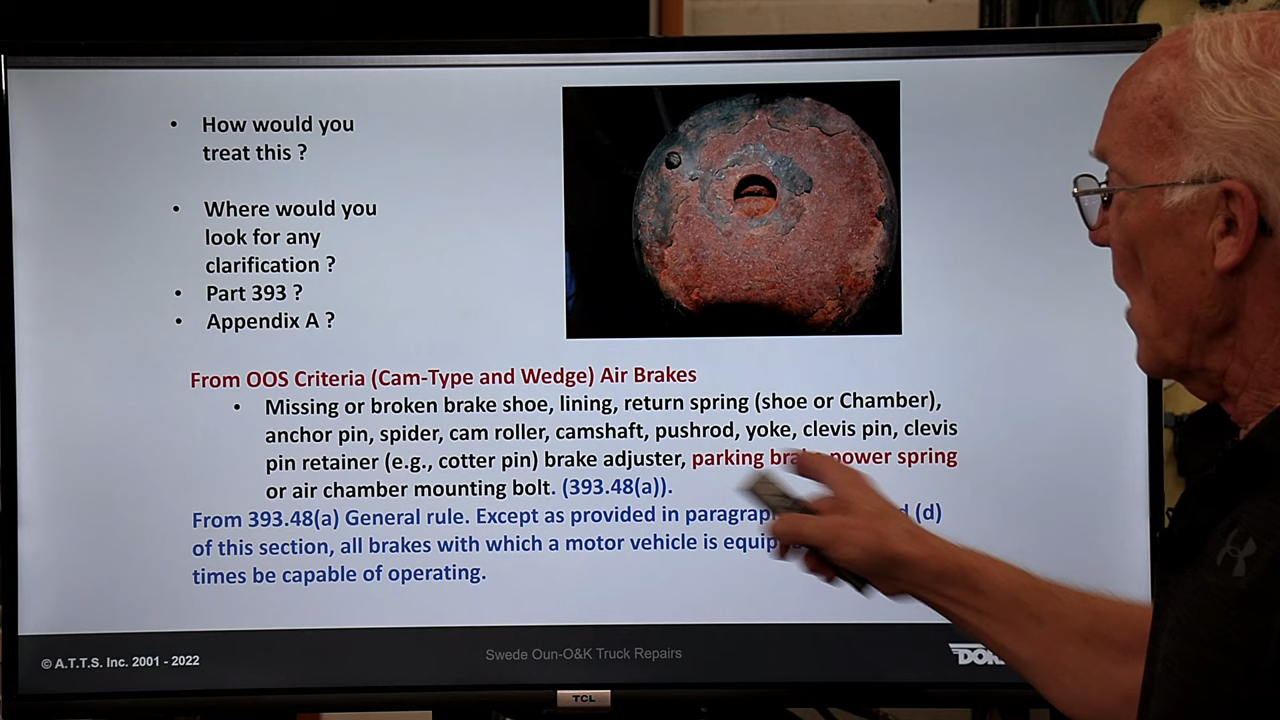 • How would you
treat this ?
• Where would you
look for any
clarification ?
• Part 393 ?
• Appendix A ?
From OOS Criteria (Cam-Type and Wedge) Air Brakes
• Missing or broken brake shoe, lining, return spring (shoe or Chamber),
anchor pin, spider, cam roller, camshaft, pushrod, yoke, clevis pin, clevis
pin retainer (e.g., cotter pin) brake adjuster, parking power spring
or air chamber mounting bolt. (393.48(a)).
From 393.48(a) General rule. Except as provided in (d)
of this section, all brakes with which a motor vehicle is
times be capable of operating.
© A.T.T.S. Inc. 2001 - 2022
Swede Oun-O&K Truck Repairs
TCL